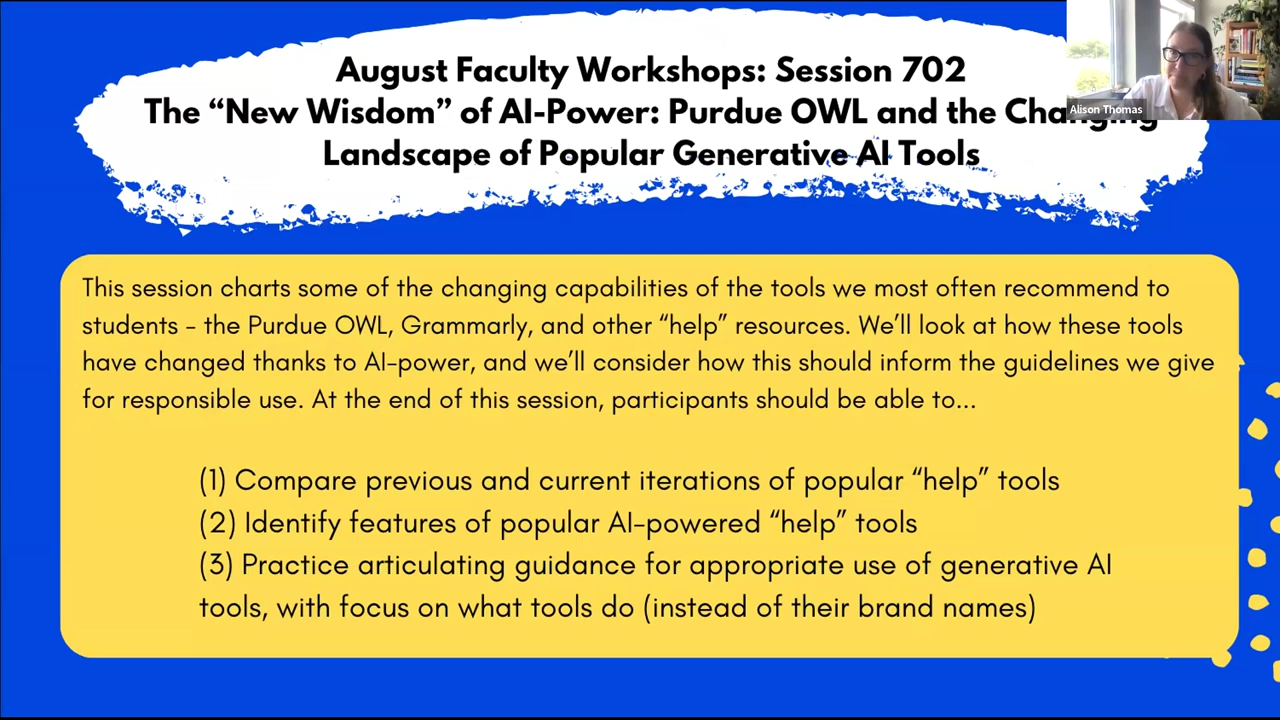 August Faculty Workshops: Session 702
The “New Wisdom” of AI-Power: Purdue OWL and the Changing
Landscape of Popular Generative AI Tools
Alison Thomas
This session charts some of the changing capabilities of the tools we most often recommend to
students - the Purdue OWL, Grammarly, and other “help” resources. We’ll look at how these tools
have changed thanks to AI-power, and we’ll consider how this should inform the guidelines we give
for responsible use. At the end of this session, participants should be able to...
(1) Compare previous and current iterations of popular “help” tools
(2) Identify features of popular AI-powered “help” tools
(3) Practice articulating guidance for appropriate use of generative AI
tools, with focus on what tools do (instead of their brand names)